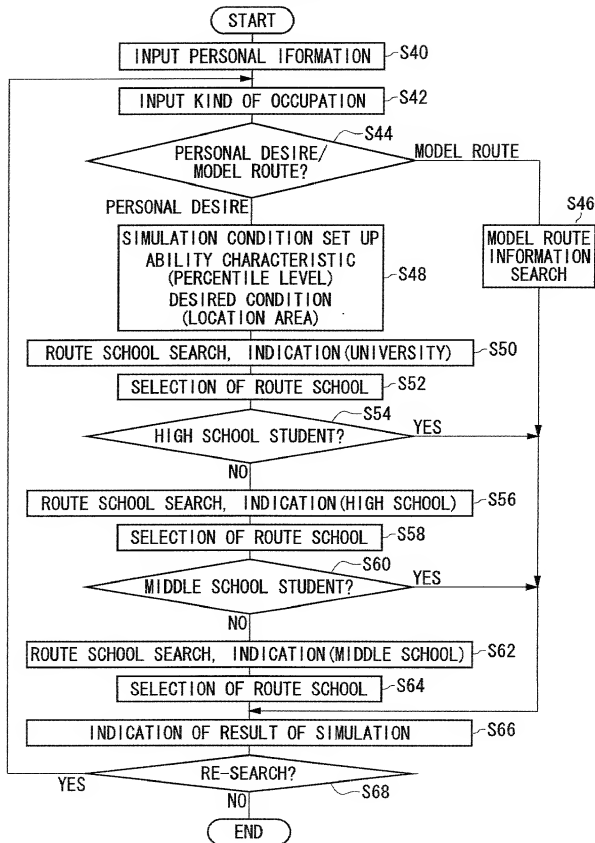 START
INPUT PERSONAL IFORMATION
S40
INPUT KIND OF OCCUPATION
S42
S44
PERSONAL DESIRE/
MODEL ROUTE?
MODEL ROUTE
PERSONAL DESIRE
S46
MODEL ROUTE
INFORMATION
SEARCH
SIMULATION CONDITION SET UP
ABILITY CHARACTERISTIC
(PERCENTILE LEVEL)
DESIRED CONDITION
(LOCATION AREA)
S48
ROUTE SCHOOL SEARCH, INDICATION(UNIVERSITY)
S50
SELECTION OF ROUTE SCHOOL
S52
S54
HIGH SCHOOL STUDENT?
YES
NO
ROUTE SCHOOL SEARCH, INDICATION(HIGH SCHOOL)
S56
SELECTION OF ROUTE SCHOOL
S58
S60
MIDDLE SCHOOL STUDENT?
YES
NO
ROUTE SCHOOL SEARCH, INDICATION(MIDDLE SCHOOL)
S62
SELECTION OF ROUTE SCHOOL
S64
INDICATION OF RESULT OF SIMULATION
S66
RE-SEARCH?
YES
S68
NO
END